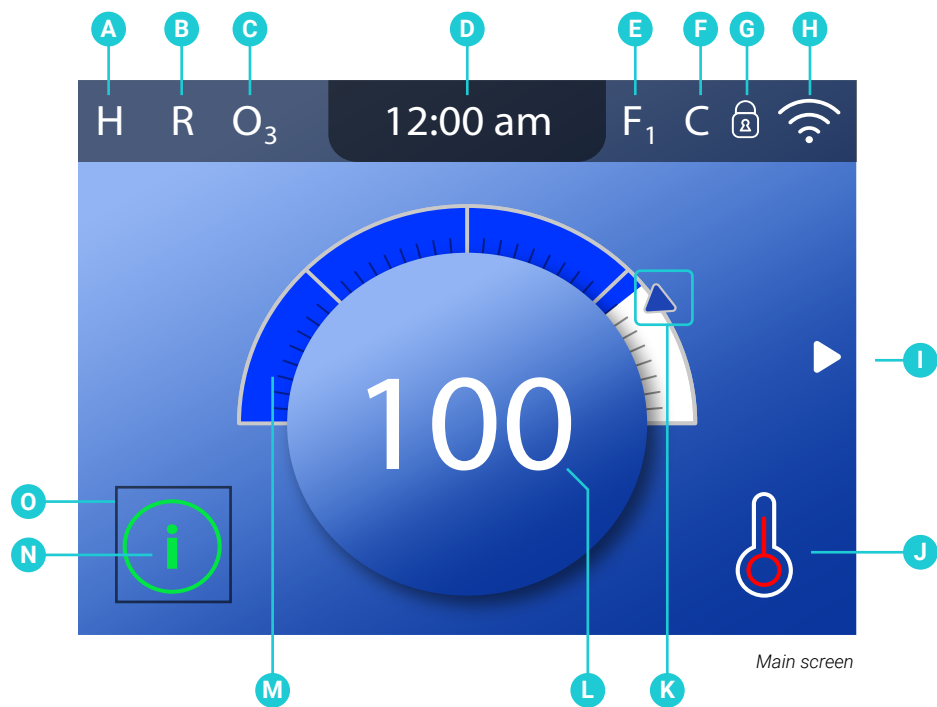 A B C D E F G H
H R O₃ 12:00 am F₁ C
I
100
O
N i
J
Main screen
M L K